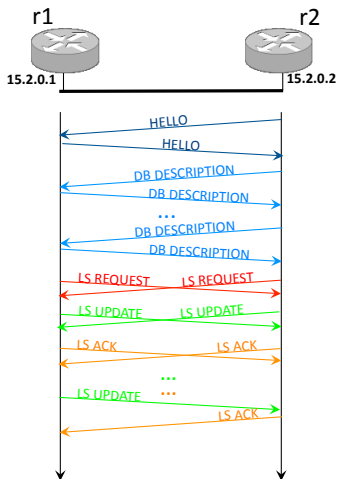 r1
r2
15.2.0.1
15.2.0.2
HELLO
HELLO
DB DESCRIPTION
DB DESCRIPTION
...
DB DESCRIPTION
DB DESCRIPTION
LS REQUEST
LS REQUEST
LS UPDATE
LS UPDATE
LS ACK
LS ACK
...
...
LS UPDATE
LS ACK